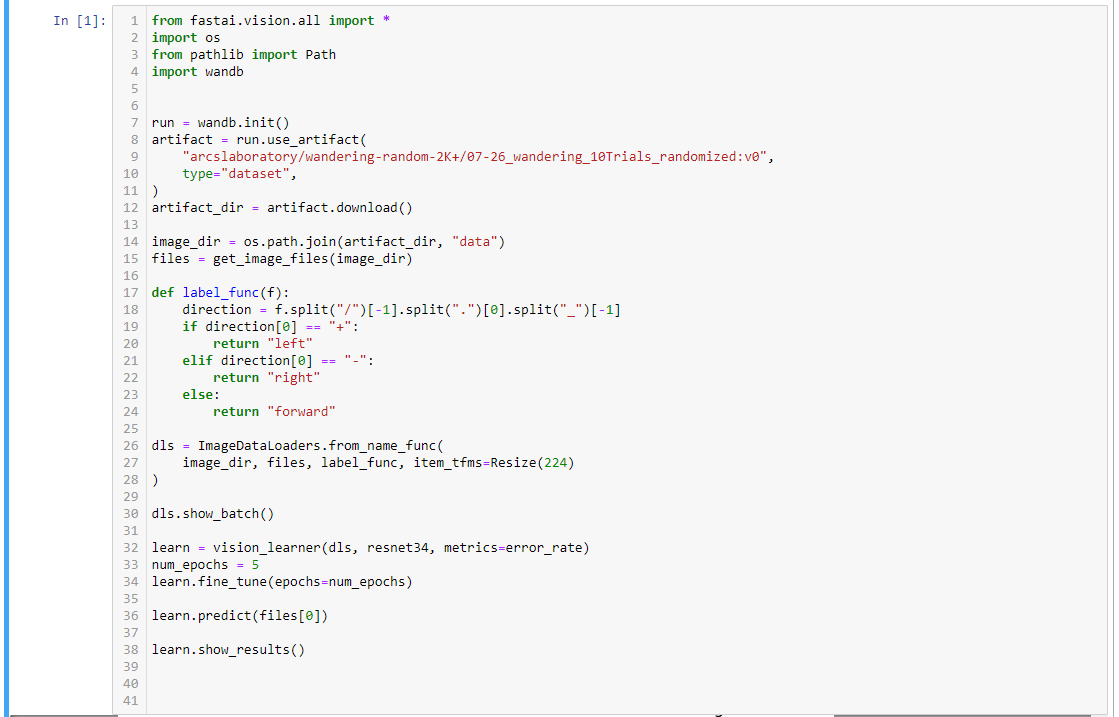 In [1]:
1 from fastai.vision.all import *
2 import os
3 from pathlib import Path
4 import wandb
5
6
7 run = wandb.init()
8 artifact = run.use_artifact(
9     "arcslaboratory/wandering-random-2K+/07-26_wandering_10Trials_randomized:v0",
10     type="dataset",
11 )
12 artifact_dir = artifact.download()
13
14 image_dir = os.path.join(artifact_dir, "data")
15 files = get_image_files(image_dir)
16
17 def label_func(f):
18     direction = f.split("/")[-1].split(".")[0].split("_")[-1]
19     if direction[0] == "+":
20         return "left"
21     elif direction[0] == "-":
22         return "right"
23     else:
24         return "forward"
25
26 dls = ImageDataLoaders.from_name_func(
27     image_dir, files, label_func, item_tfms=Resize(224)
28 )
29
30 dls.show_batch()
31
32 learn = vision_learner(dls, resnet34, metrics=error_rate)
33 num_epochs = 5
34 learn.fine_tune(epochs=num_epochs)
35
36 learn.predict(files[0])
37
38 learn.show_results()
39
40
41